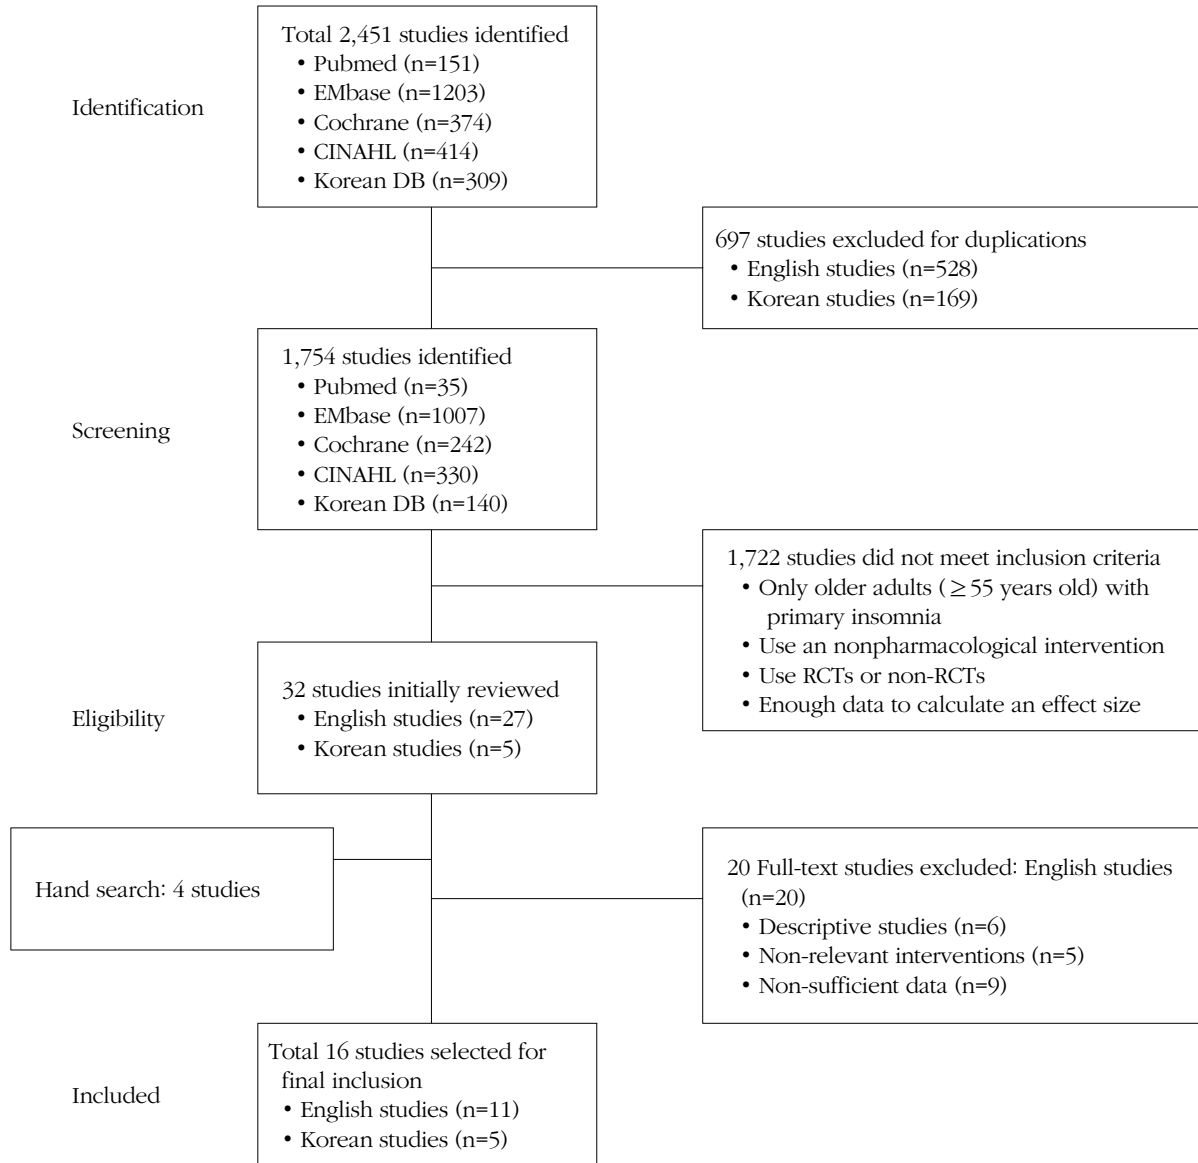 Total 2,451 studies identified
• Pubmed (n=151)
• EMbase (n=1203)
• Cochrane (n=374)
• CINAHL (n=414)
• Korean DB (n=309)
Identification
697 studies excluded for duplications
• English studies (n=528)
• Korean studies (n=169)
1,754 studies identified
• Pubmed (n=35)
• EMbase (n=1007)
• Cochrane (n=242)
• CINAHL (n=330)
• Korean DB (n=140)
Screening
1,722 studies did not meet inclusion criteria
• Only older adults (≥55 years old) with
primary insomnia
• Use an nonpharmacological intervention
• Use RCTs or non-RCTs
• Enough data to calculate an effect size
32 studies initially reviewed
• English studies (n=27)
• Korean studies (n=5)
Eligibility
Hand search: 4 studies
20 Full-text studies excluded: English studies
(n=20)
• Descriptive studies (n=6)
• Non-relevant interventions (n=5)
• Non-sufficient data (n=9)
Total 16 studies selected for
final inclusion
• English studies (n=11)
• Korean studies (n=5)
Included